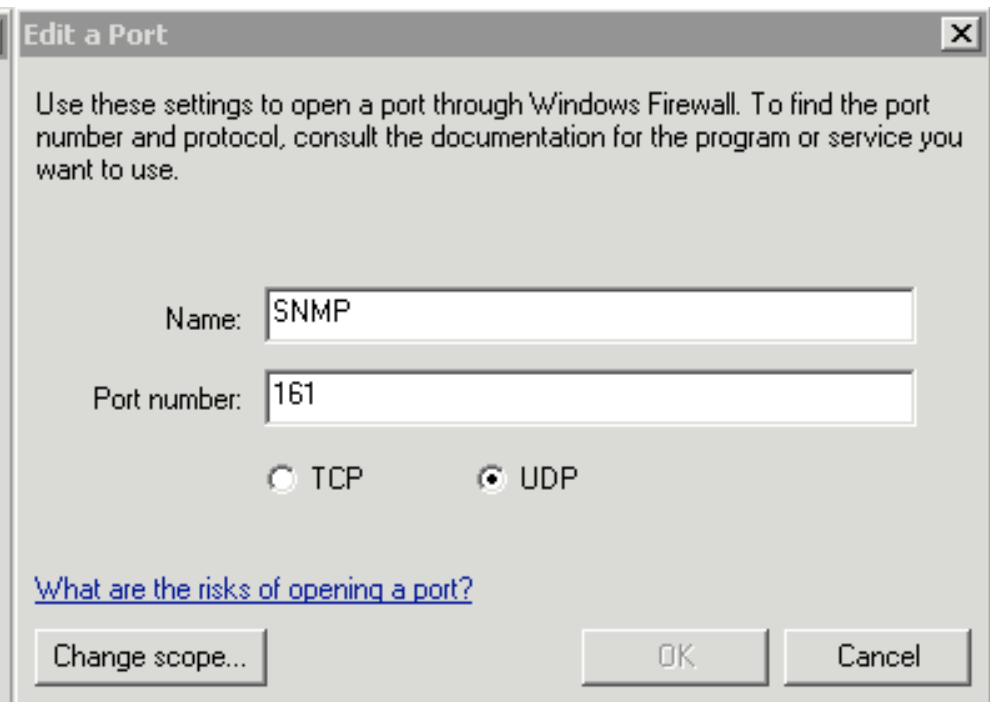 Edit a Port
Use these settings to open a port through Windows Firewall. To find the port
number and protocol, consult the documentation for the program or service you
want to use.
Name: SNMP
Port number: 161
TCP UDP
What are the risks of opening a port?
Change scope... OK Cancel